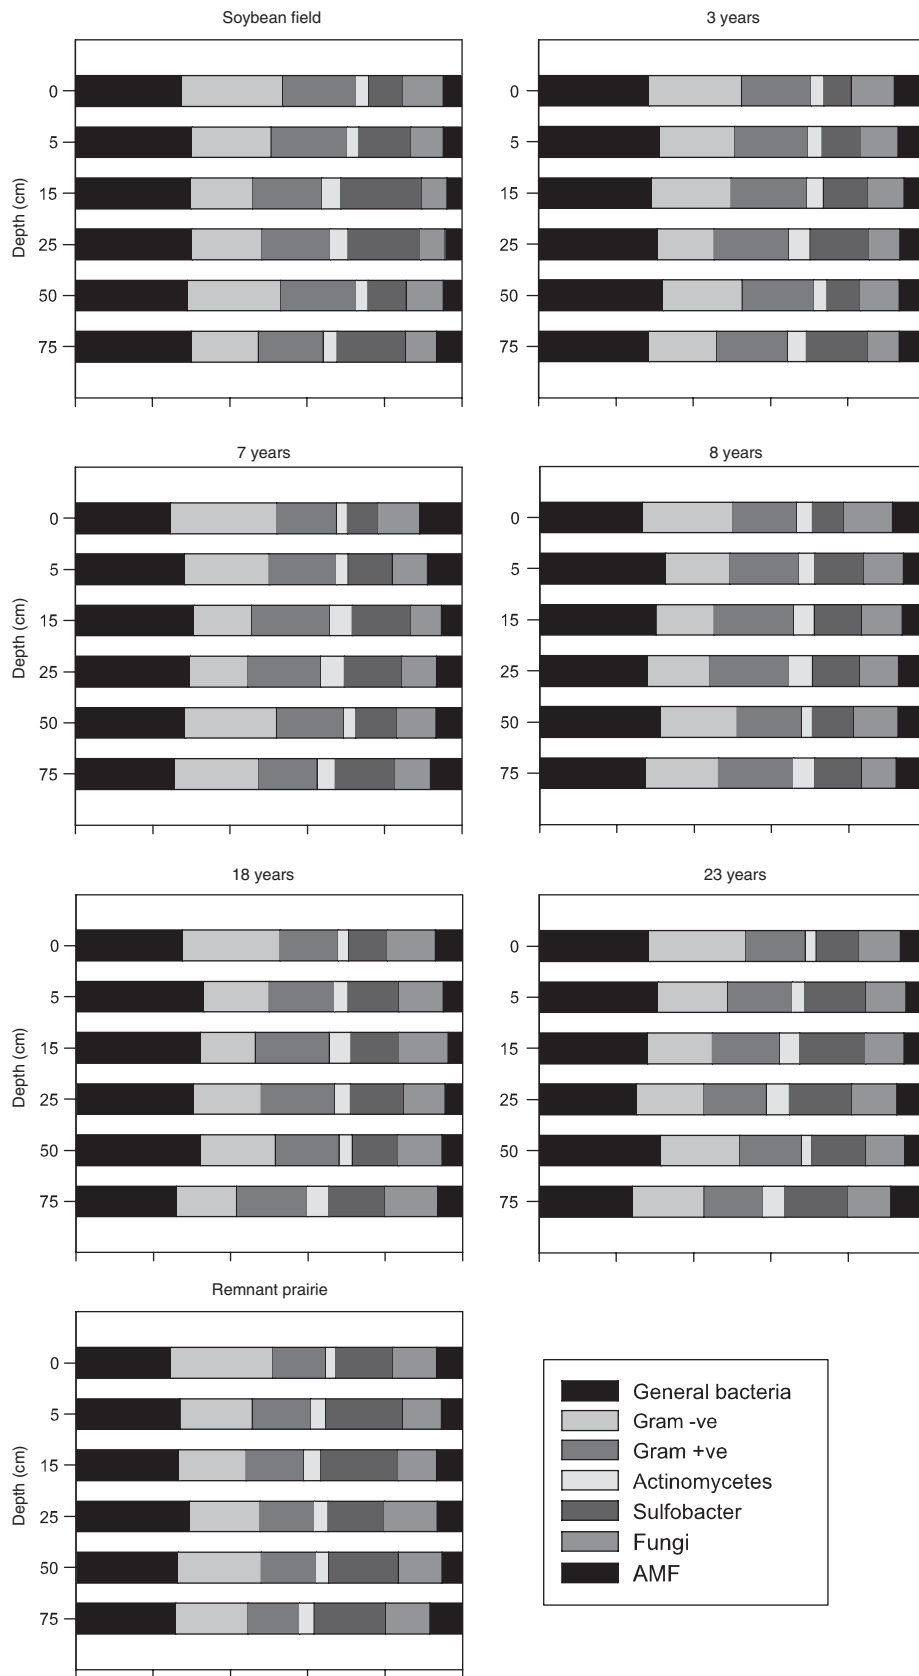 Soybean field
3 years
0
5
15
25
50
75
Depth (cm)
0
5
15
25
50
75
7 years
8 years
0
5
15
25
50
75
Depth (cm)
0
5
15
25
50
75
18 years
23 years
0
5
15
25
50
75
Depth (cm)
0
5
15
25
50
75
Remnant prairie
0
5
15
25
50
75
Depth (cm)
General bacteria
Gram -ve
Gram +ve
Actinomycetes
Sulfobacter
Fungi
AMF